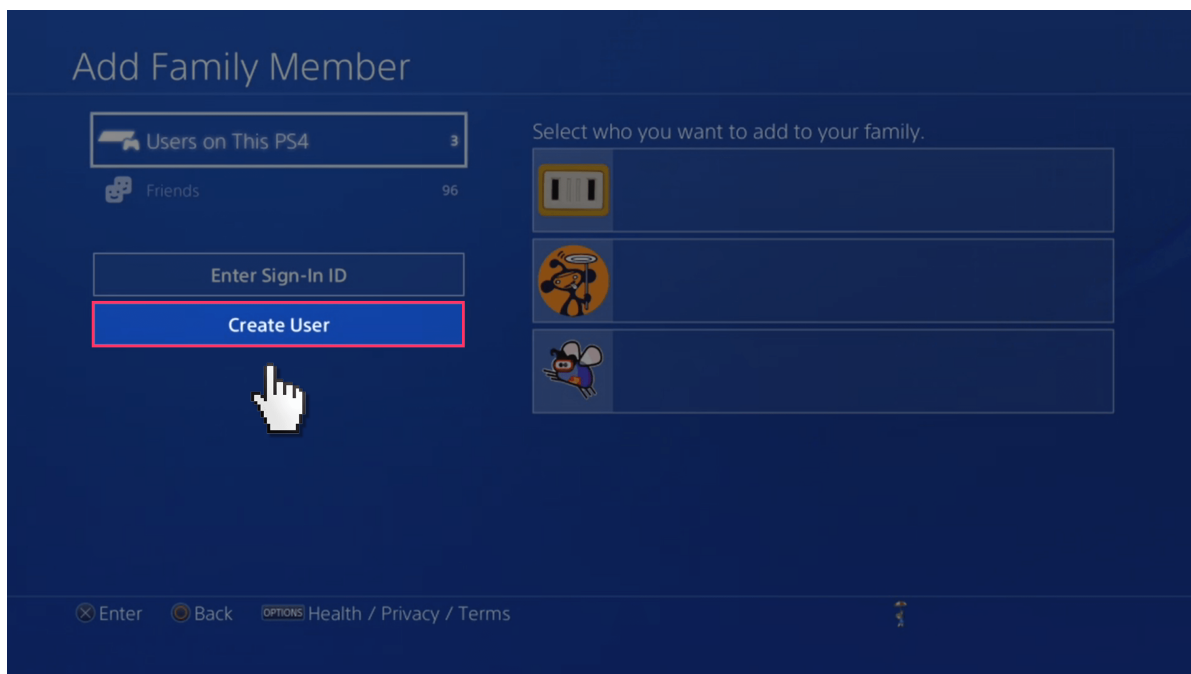 Add Family Member
Users on This PS4 3
Friends 96
Enter Sign-In ID
Create User
Select who you want to add to your family.
Enter Back OPTIONS Health / Privacy / Terms